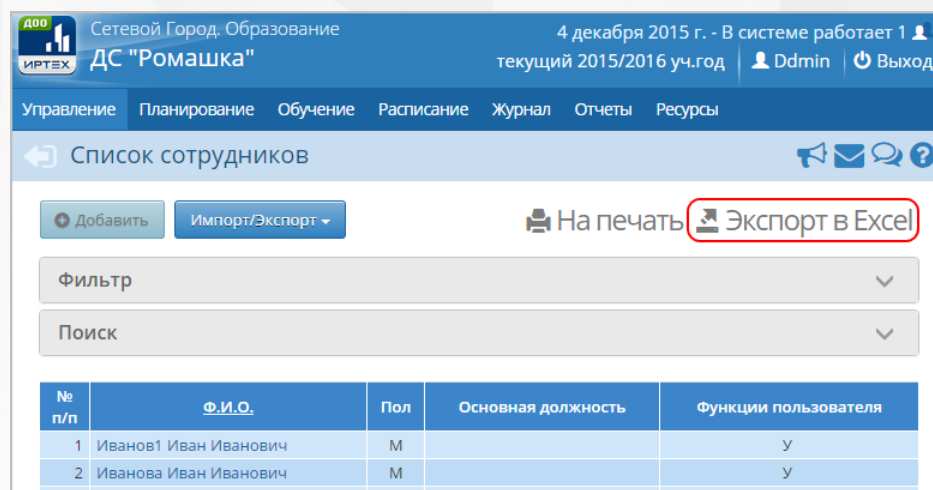 ДОО
ИРТЕХ
Сетевой Город. Образование
ДС "Ромашка"
4 декабря 2015 г. - В системе работает 1
текущий 2015/2016 уч.год Ddmin Выход
Управление Планирование Обучение Расписание Журнал Отчеты Ресурсы
Список сотрудников
Добавить Импорт/Экспорт На печать Экспорт в Excel
Фильтр
Поиск
№ п/п Ф.И.О. Пол Основная должность Функции пользователя
1 Иванов1 Иван Иванович М У
2 Иванова Иван Иванович М У